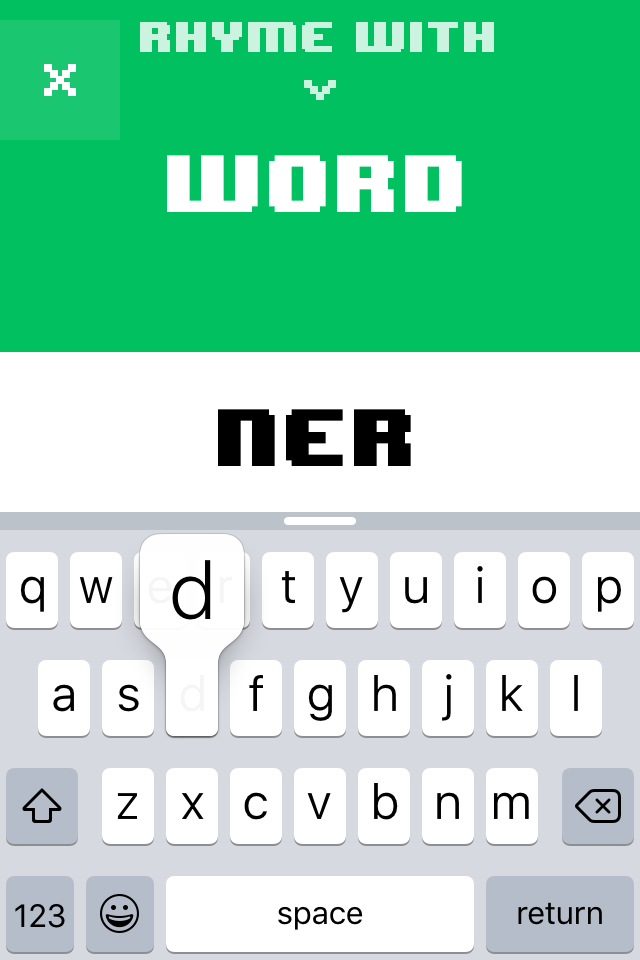 RHYME WITH
X
WORD
NER
q w e d r t y u i o p
a s d f g h j k l
z x c v b n m
123 space return